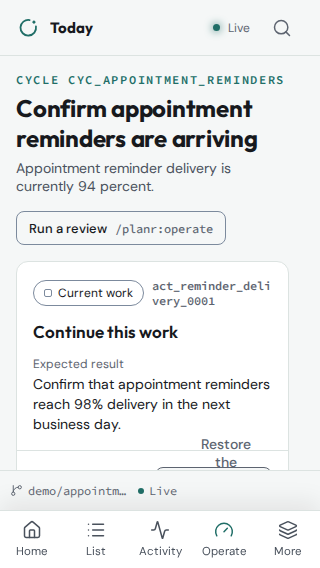 Today
Live
CYCLE CYC_APPOINTMENT_REMINDERS
Confirm appointment
reminders are arriving
Appointment reminder delivery is
currently 94 percent.
Run a review /planr:operate
Current work
act_reminder_deli
very_0001
Continue this work
Expected result
Confirm that appointment reminders
reach 98% delivery in the next
business day.
Restore
the
demo/appointm… Live
Home List Activity Operate More